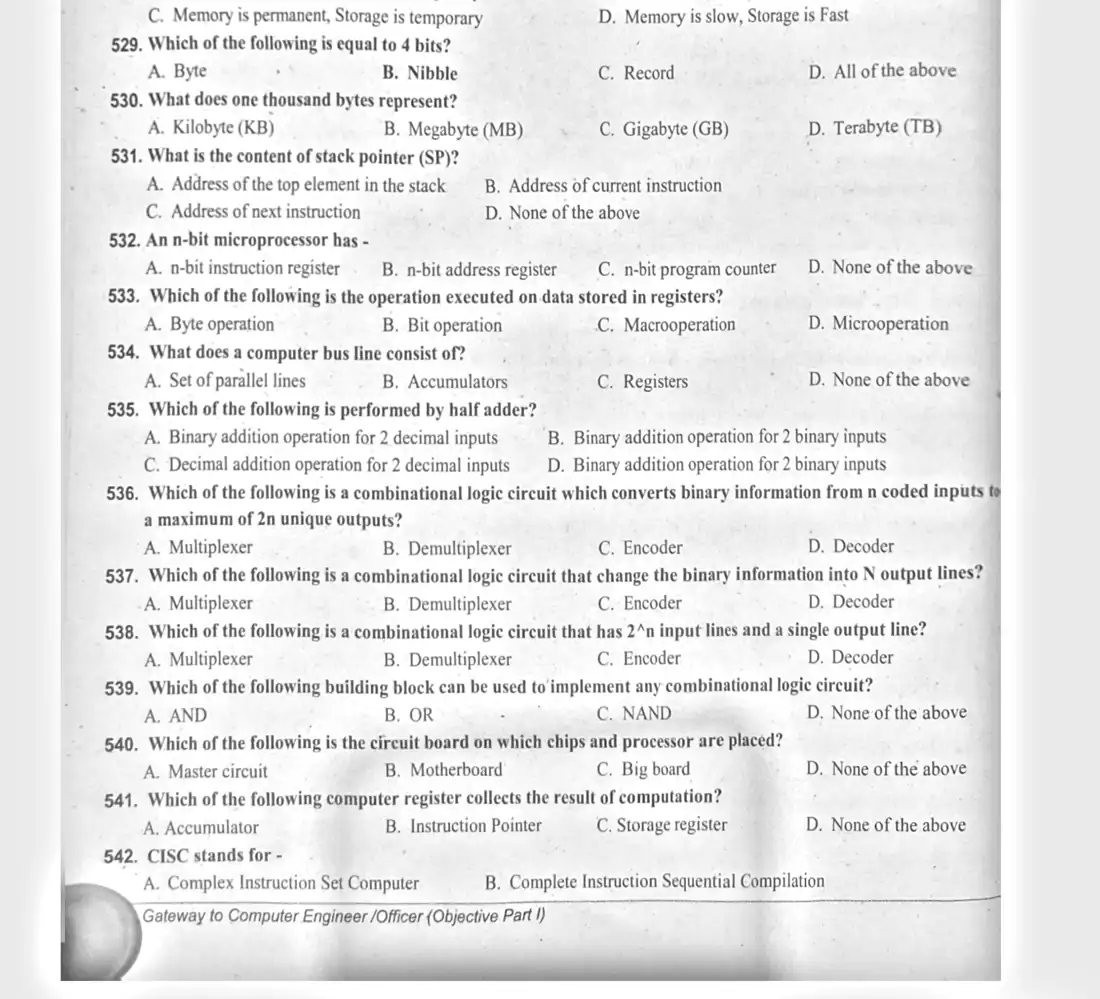 C. Memory is permanent, Storage is temporary D. Memory is slow, Storage is Fast
529. Which of the following is equal to 4 bits?
A. Byte B. Nibble C. Record D. All of the above
530. What does one thousand bytes represent?
A. Kilobyte (KB) B. Megabyte (MB) C. Gigabyte (GB) D. Terabyte (TB)
531. What is the content of stack pointer (SP)?
A. Address of the top element in the stack B. Address of current instruction
C. Address of next instruction D. None of the above
532. An n-bit microprocessor has -
A. n-bit instruction register B. n-bit address register C. n-bit program counter D. None of the above
533. Which of the following is the operation executed on data stored in registers?
A. Byte operation B. Bit operation C. Macrooperation D. Microoperation
534. What does a computer bus line consist of?
A. Set of parallel lines B. Accumulators C. Registers D. None of the above
535. Which of the following is performed by half adder?
A. Binary addition operation for 2 decimal inputs B. Binary addition operation for 2 binary inputs
C. Decimal addition operation for 2 decimal inputs D. Binary addition operation for 2 binary inputs
536. Which of the following is a combinational logic circuit which converts binary information from n coded inputs to
a maximum of 2n unique outputs?
A. Multiplexer B. Demultiplexer C. Encoder D. Decoder
537. Which of the following is a combinational logic circuit that change the binary information into N output lines?
A. Multiplexer B. Demultiplexer C. Encoder D. Decoder
538. Which of the following is a combinational logic circuit that has 2^n input lines and a single output line?
A. Multiplexer B. Demultiplexer C. Encoder D. Decoder
539. Which of the following building block can be used to implement any combinational logic circuit?
A. AND B. OR C. NAND D. None of the above
540. Which of the following is the circuit board on which chips and processor are placed?
A. Master circuit B. Motherboard C. Big board D. None of the above
541. Which of the following computer register collects the result of computation?
A. Accumulator B. Instruction Pointer C. Storage register D. None of the above
542. CISC stands for -
A. Complex Instruction Set Computer B. Complete Instruction Sequential Compilation
Gateway to Computer Engineer /Officer (Objective Part I)